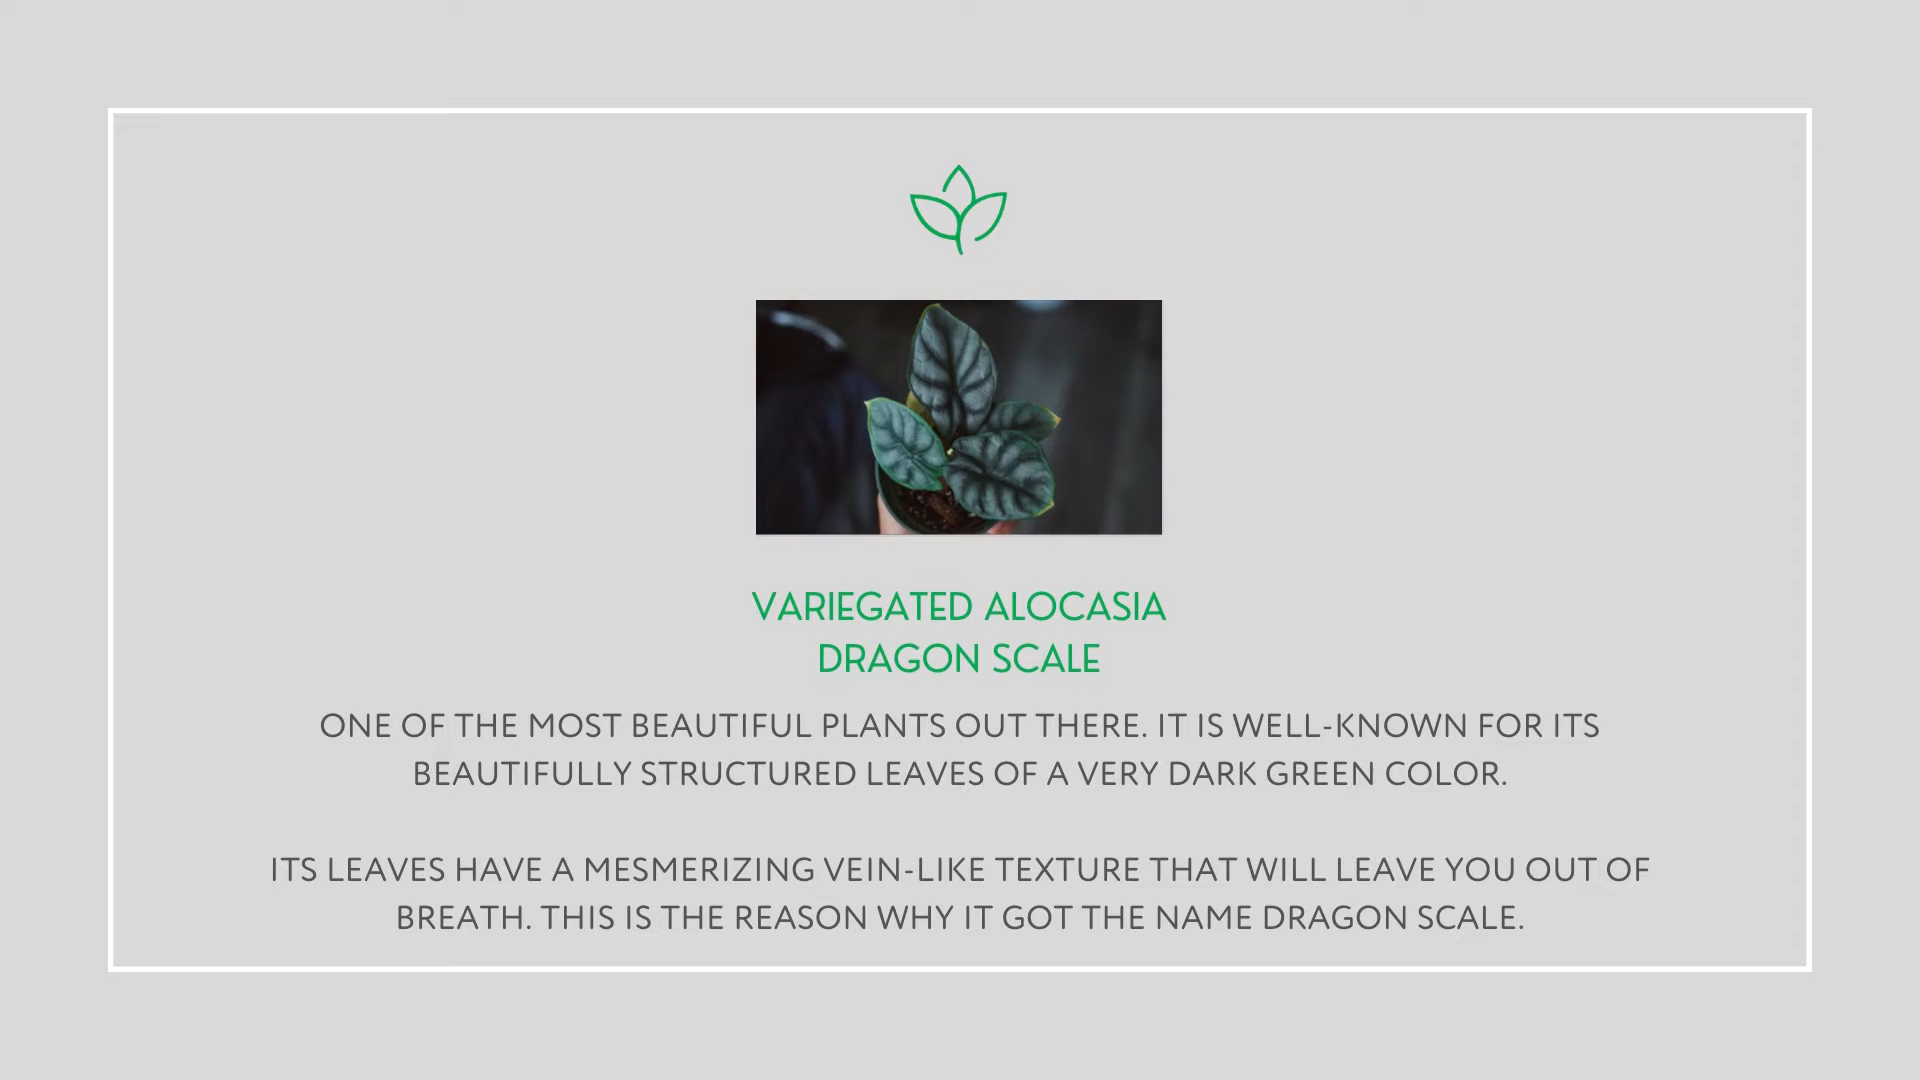 VARIEGATED ALOCASIA
DRAGON SCALE
ONE OF THE MOST BEAUTIFUL PLANTS OUT THERE. IT IS WELL-KNOWN FOR ITS
BEAUTIFULLY STRUCTURED LEAVES OF A VERY DARK GREEN COLOR.
ITS LEAVES HAVE A MESMERIZING VEIN-LIKE TEXTURE THAT WILL LEAVE YOU OUT OF
BREATH. THIS IS THE REASON WHY IT GOT THE NAME DRAGON SCALE.